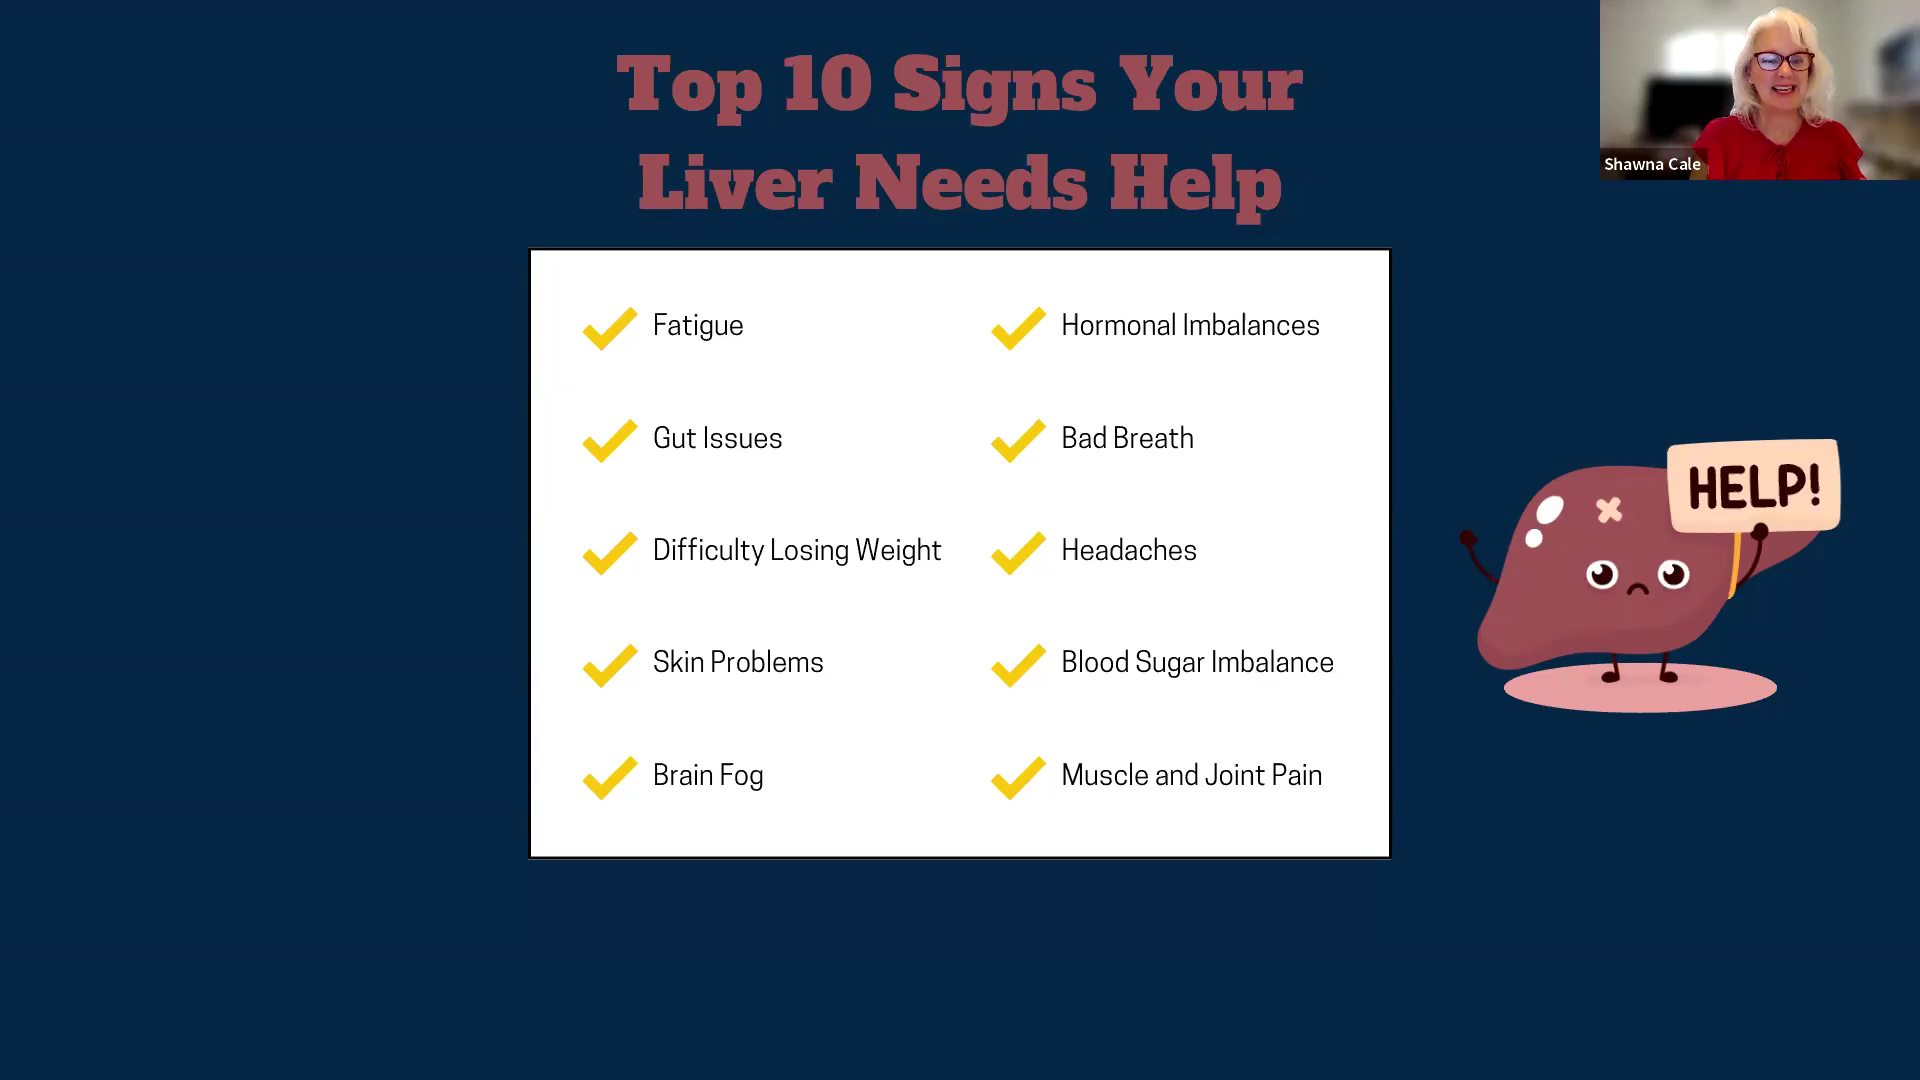 Top 10 Signs Your
Liver Needs Help
Shawna Cale
Fatigue
Gut Issues
Difficulty Losing Weight
Skin Problems
Brain Fog
Hormonal Imbalances
Bad Breath
Headaches
Blood Sugar Imbalance
Muscle and Joint Pain
HELP!